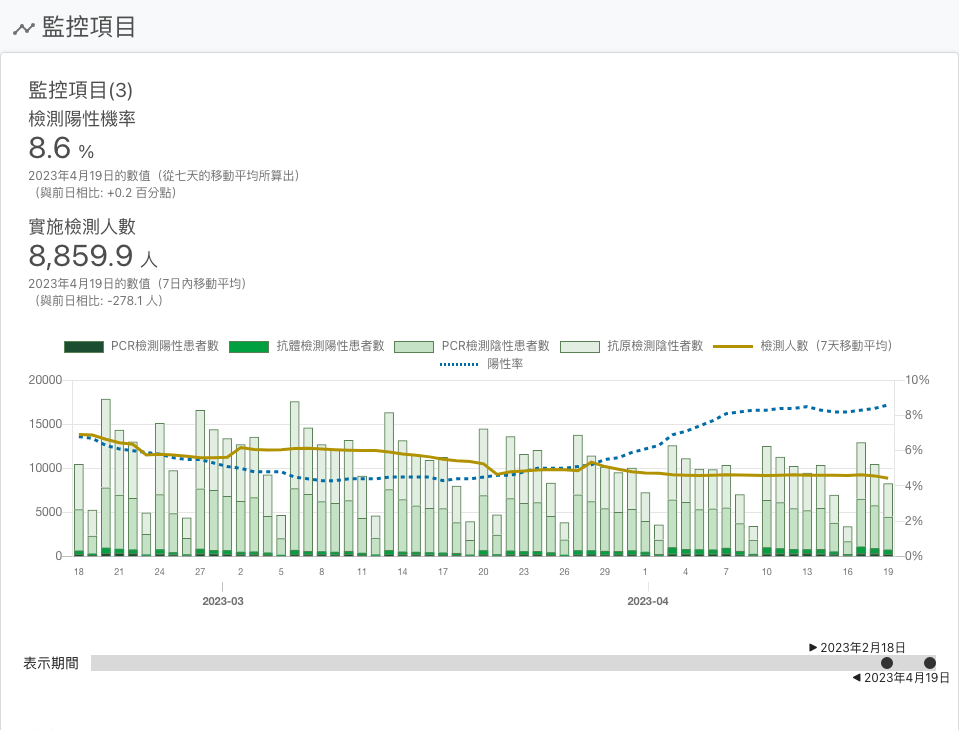 監控項目
監控項目(3)
檢測陽性機率
8.6 %
2023年4月19日的數值（從七天的移動平均所算出）
（與前日相比: +0.2 百分點）
實施檢測人數
8,859.9 人
2023年4月19日的數值（7日內移動平均）
（與前日相比: -278.1 人）
PCR檢測陽性患者數 抗體檢測陽性患者數 PCR檢測陰性患者數 抗原檢測陰性者數 檢測人數（7天移動平均）
陽性率
20000 10%
8%
15000
6%
10000
4%
5000
2%
0 0%
18 21 24 27 2 5 8 11 14 17 20 23 26 29 1 4 7 10 13 16 19
2023-03 2023-04
▶ 2023年2月18日
表示期間
◀ 2023年4月19日